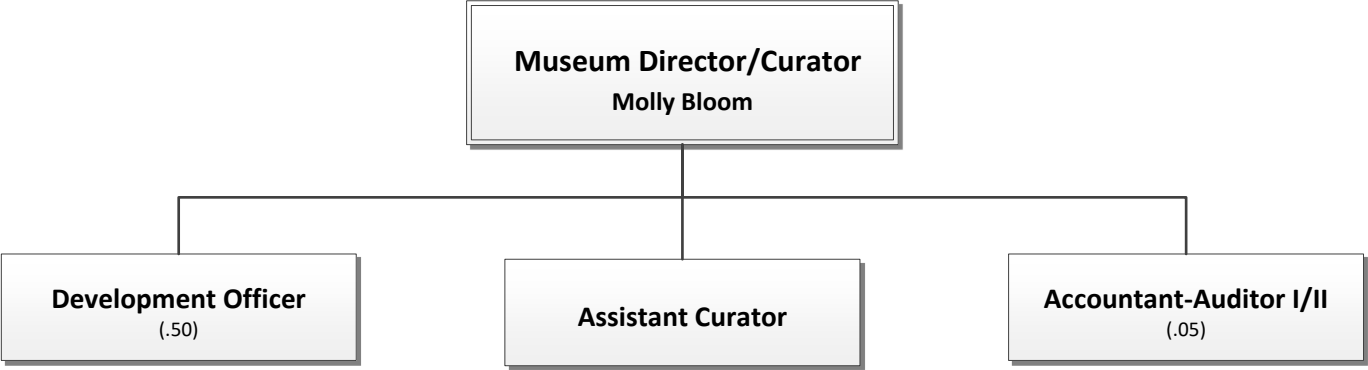 Museum Director/Curator
Molly Bloom
Development Officer
(.50)
Assistant Curator
Accountant-Auditor I/II
(.05)